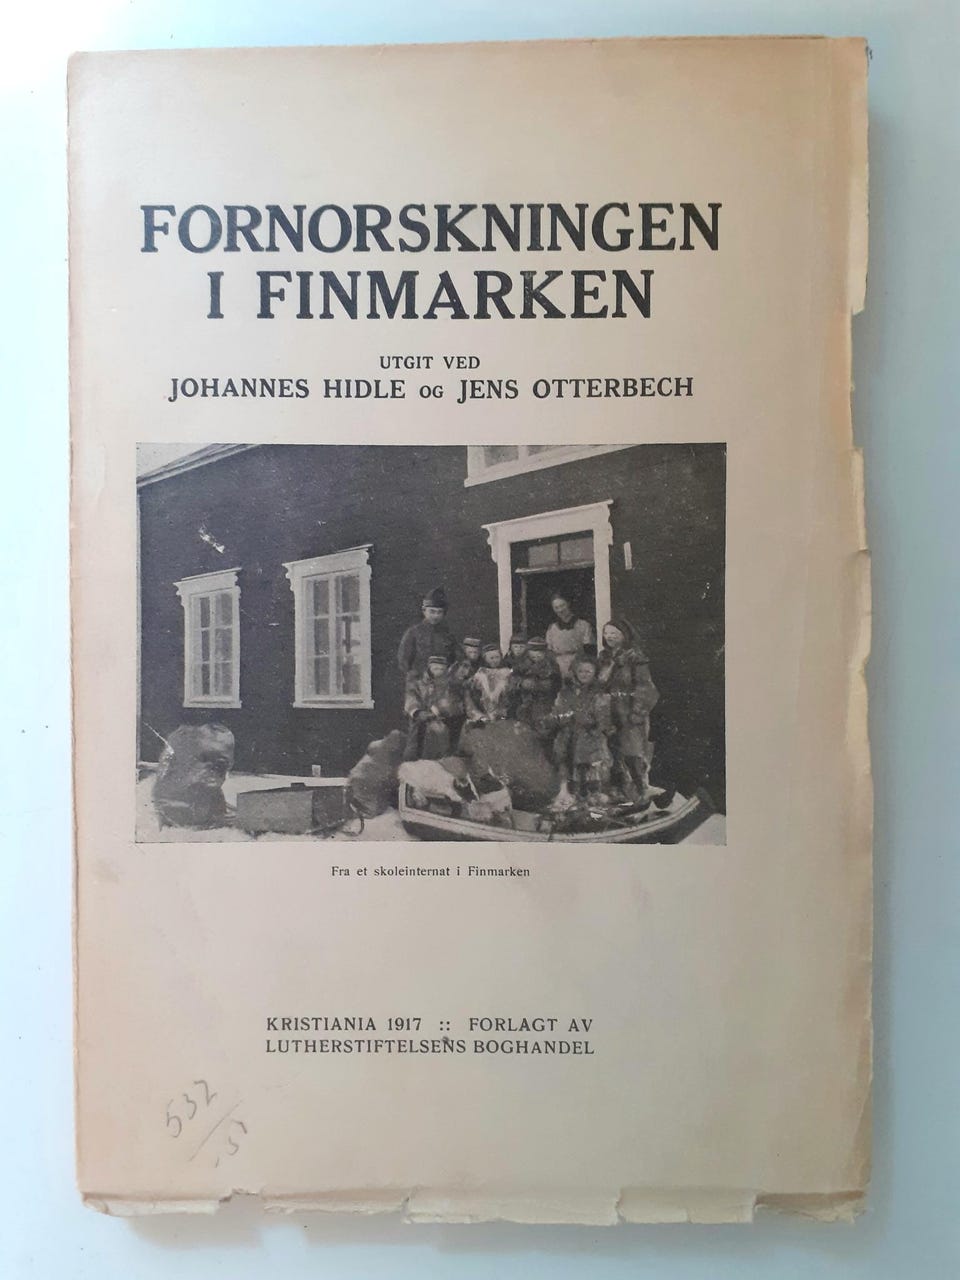 FORNORSKNINGEN
I FINMARKEN
UTGIT VED
JOHANNES HIDLE OG JENS OTTERBECH
Fra et skoleinternat i Finmarken
KRISTIANIA 1917 :: FORLAGT AV
LUTHERSTIFTELSENS BOGHANDEL
532